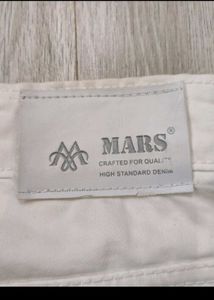 MARS®
CRAFTED FOR QUALITY
HIGH STANDARD DENIM